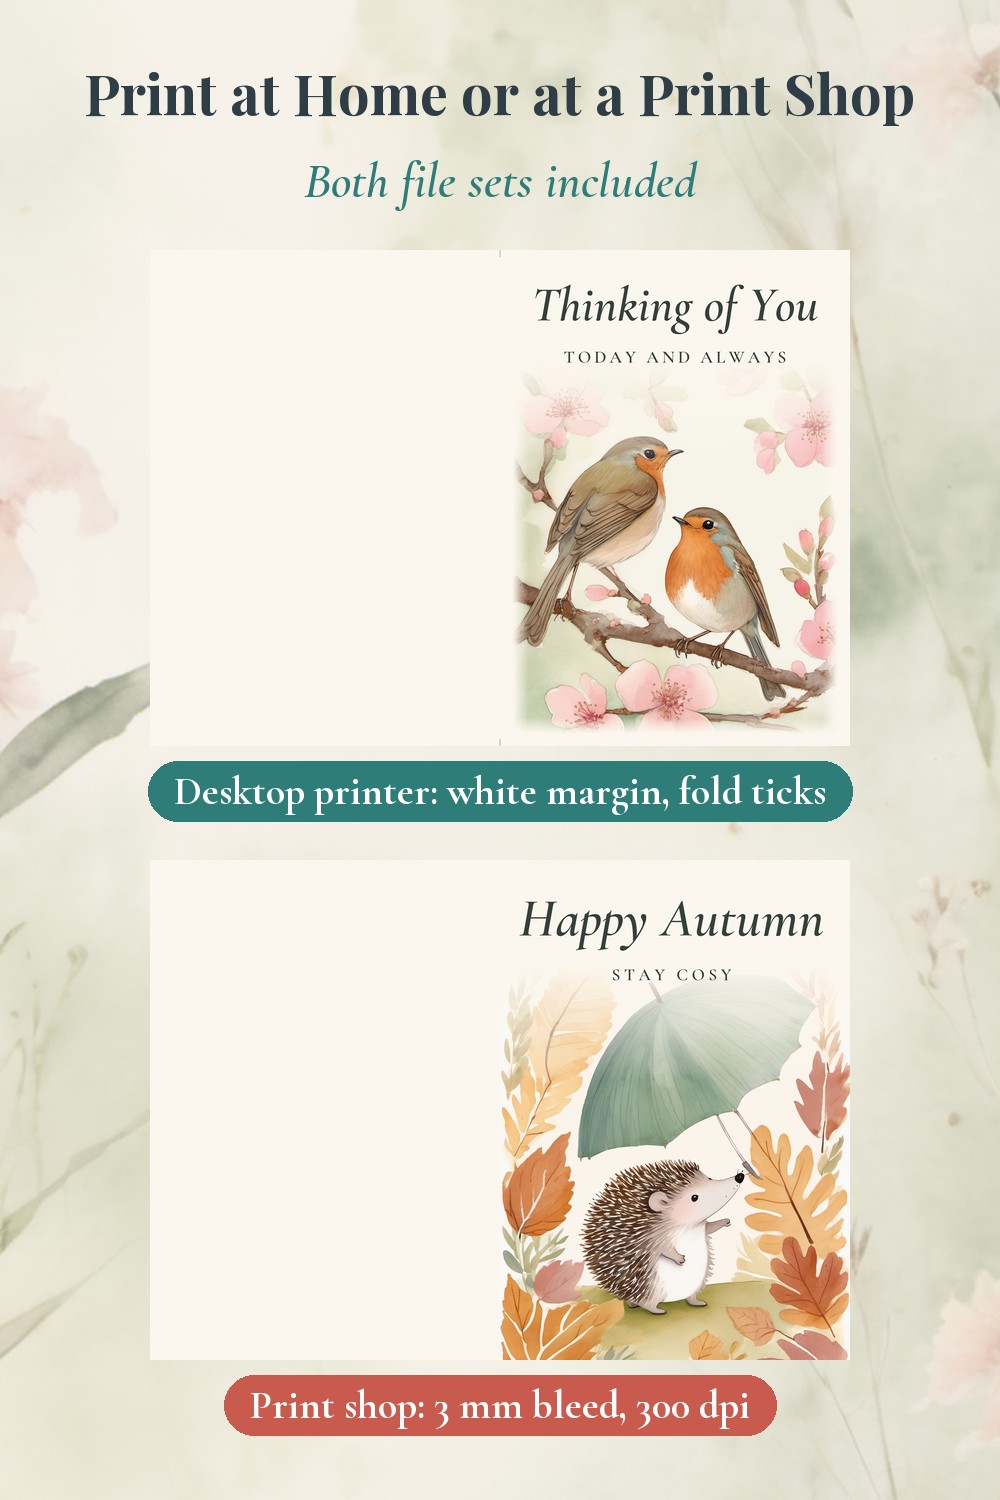 Print at Home or at a Print Shop
Both file sets included
Thinking of You
TODAY AND ALWAYS
Desktop printer: white margin, fold ticks
Happy Autumn
STAY COSY
Print shop: 3 mm bleed, 300 dpi